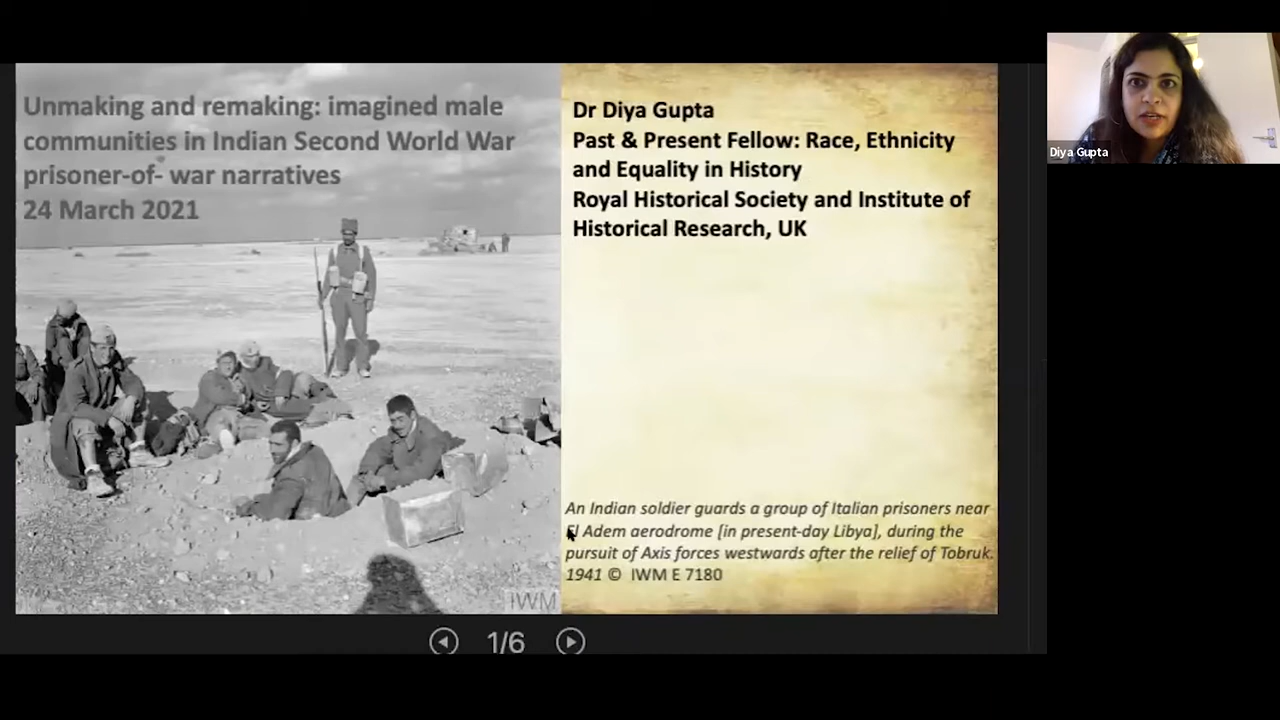 Unmaking and remaking: imagined male
communities in Indian Second World War
prisoner-of- war narratives
24 March 2021
Dr Diya Gupta
Past & Present Fellow: Race, Ethnicity
and Equality in History
Royal Historical Society and Institute of
Historical Research, UK
An Indian soldier guards a group of Italian prisoners near
El Adem aerodrome [in present-day Libya], during the
pursuit of Axis forces westwards after the relief of Tobruk.
1941 © IWM E 7180
IWM
1/6
Diya Gupta